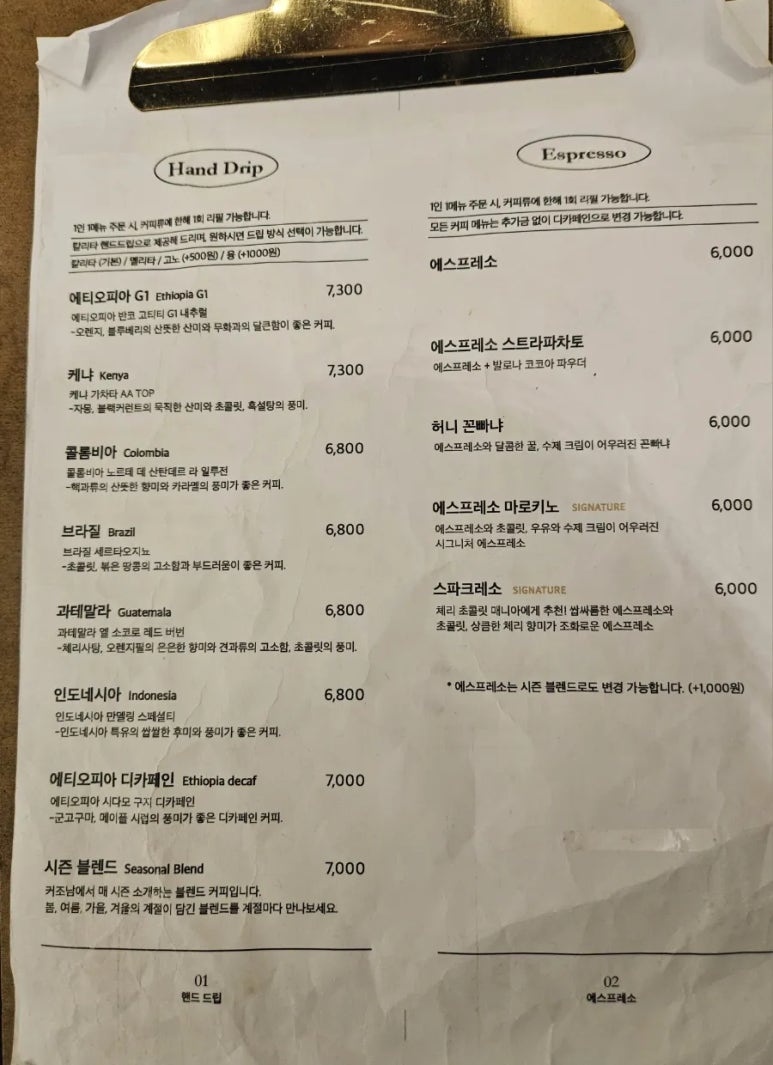 Hand Drip
1인 1메뉴 주문 시, 커피류에 한해 1회 리필 가능합니다.
칼리타 핸드드립으로 제공해 드리며, 원하시면 드립 방식 선택이 가능합니다.
칼리타 (기본) / 멜리타 / 고노 (+500원) / 융 (+1000원)
에티오피아 G1 Ethiopia G1 7,300
에티오피아 반코 고티티 G1 내추럴
-오렌지, 블루베리의 산뜻한 산미와 무화과의 달큰함이 좋은 커피.
케냐 Kenya 7,300
케냐 가차타 AA TOP
-자몽, 블랙커런트의 묵직한 산미와 초콜릿, 흑설탕의 풍미.
콜롬비아 Colombia 6,800
콜롬비아 노르테 데 산탄데르 라 일루전
-핵과류의 산뜻한 향미와 카라멜의 풍미가 좋은 커피.
브라질 Brazil 6,800
브라질 세르타오지뇨
-초콜릿, 볶은 땅콩의 고소함과 부드러움이 좋은 커피.
과테말라 Guatemala 6,800
과테말라 엘 소코로 레드 버번
-체리사탕, 오렌지필의 은은한 향미와 견과류의 고소함, 초콜릿의 풍미.
인도네시아 Indonesia 6,800
인도네시아 만델링 스페셜티
-인도네시아 특유의 쌉쌀한 후미와 풍미가 좋은 커피.
에티오피아 디카페인 Ethiopia decaf 7,000
에티오피아 시다모 구지 디카페인
-군고구마, 메이플 시럽의 풍미가 좋은 디카페인 커피.
시즌 블렌드 Seasonal Blend 7,000
커조남에서 매 시즌 소개하는 블렌드 커피입니다.
봄, 여름, 가을, 겨울의 계절이 담긴 블렌드를 계절마다 만나보세요.
01
핸드 드립
Espresso
1인 1메뉴 주문 시, 커피류에 한해 1회 리필 가능합니다.
모든 커피 메뉴는 추가금 없이 디카페인으로 변경 가능합니다.
에스프레소 6,000
에스프레소 스트라파차토 6,000
에스프레소 + 발로나 코코아 파우더
허니 꼰빠냐 6,000
에스프레소와 달콤한 꿀, 수제 크림이 어우러진 꼰빠냐
에스프레소 마로키노 SIGNATURE 6,000
에스프레소와 초콜릿, 우유와 수제 크림이 어우러진
시그니처 에스프레소
스파크레소 SIGNATURE 6,000
체리 초콜릿 매니아에게 추천! 쌉싸름한 에스프레소와
초콜릿, 상큼한 체리 향미가 조화로운 에스프레소
* 에스프레소는 시즌 블렌드로도 변경 가능합니다. (+1,000원)
02
에스프레소